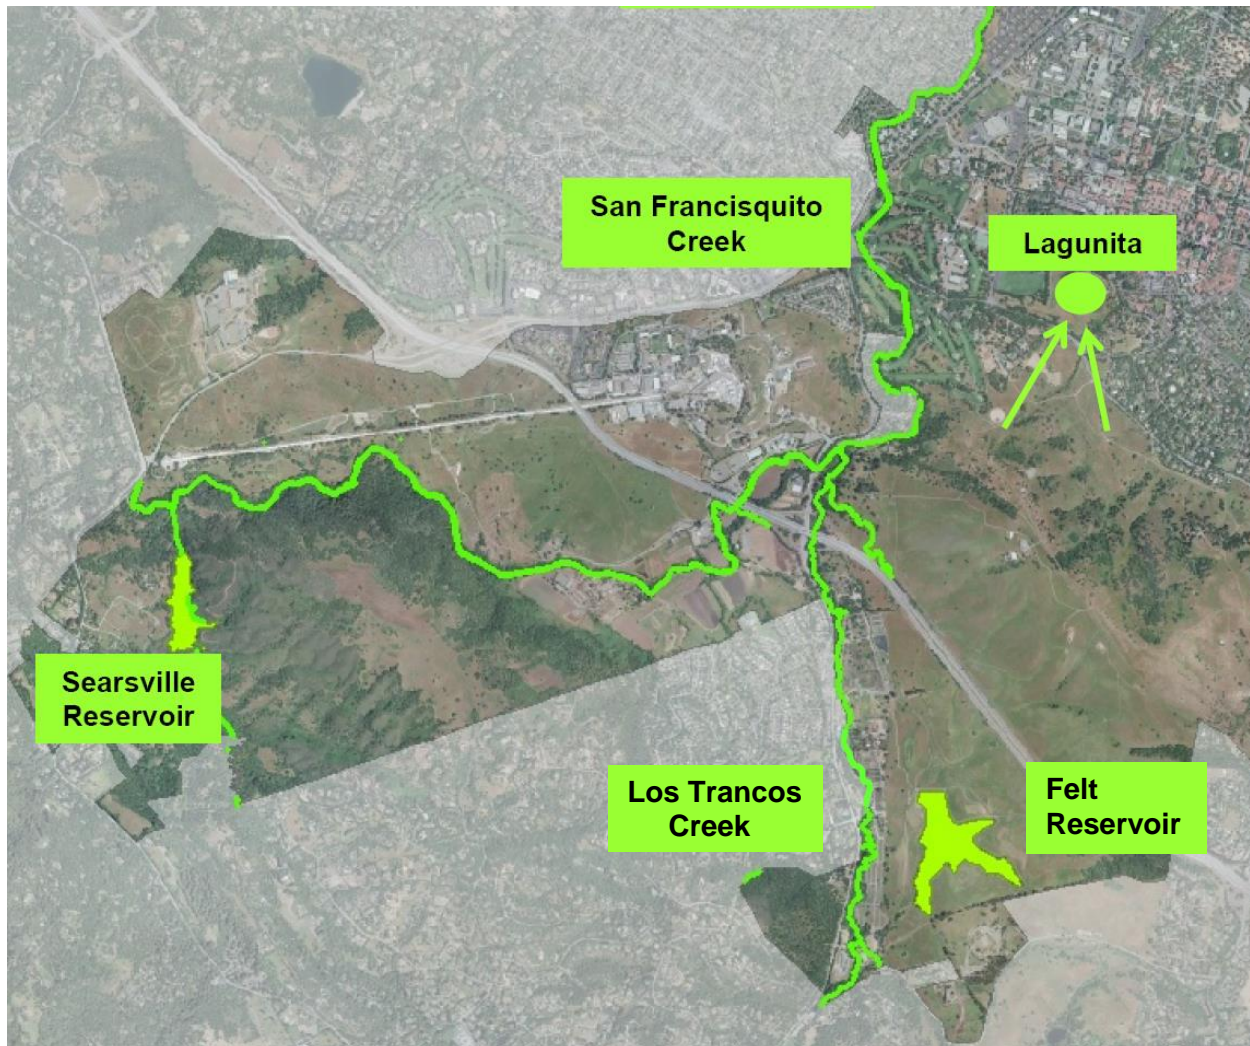 San Francisquito
Creek
Lagunita
Searsville
Reservoir
Los Trancos
Creek
Felt
Reservoir